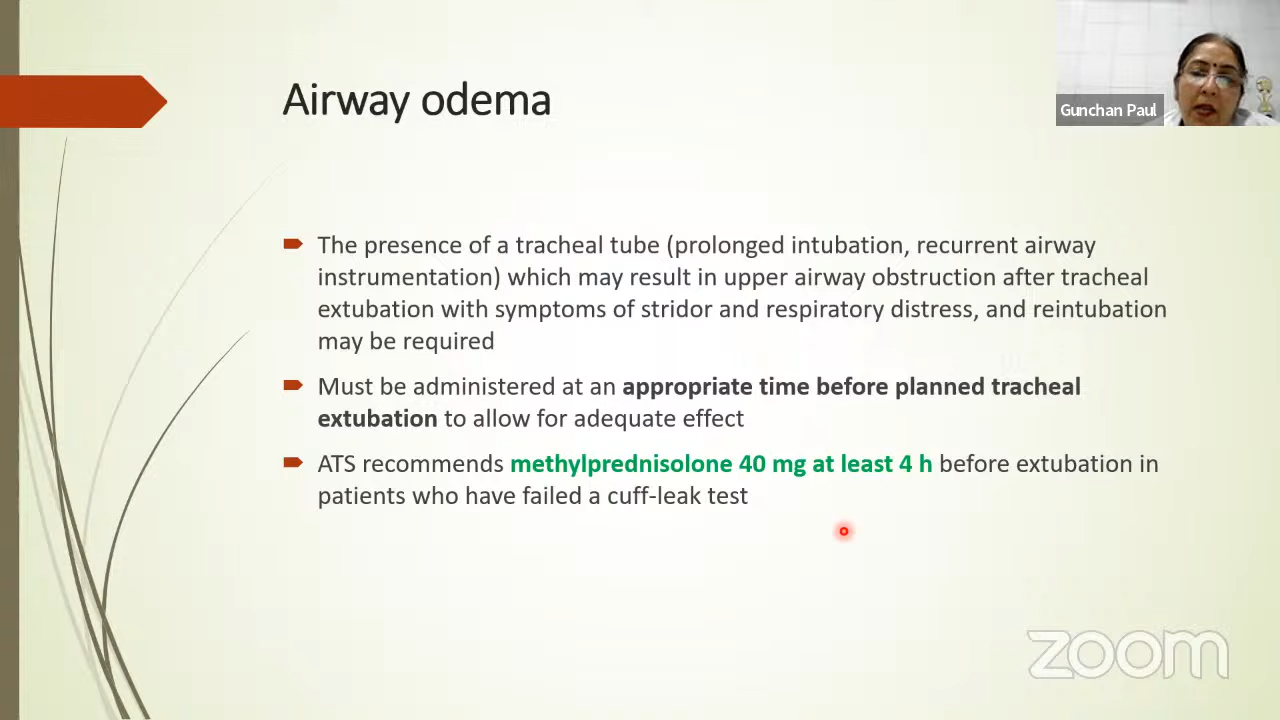 Airway odema
Gunchan Paul
The presence of a tracheal tube (prolonged intubation, recurrent airway
instrumentation) which may result in upper airway obstruction after tracheal
extubation with symptoms of stridor and respiratory distress, and reintubation
may be required
Must be administered at an appropriate time before planned tracheal
extubation to allow for adequate effect
ATS recommends methylprednisolone 40 mg at least 4 h before extubation in
patients who have failed a cuff-leak test
zoom